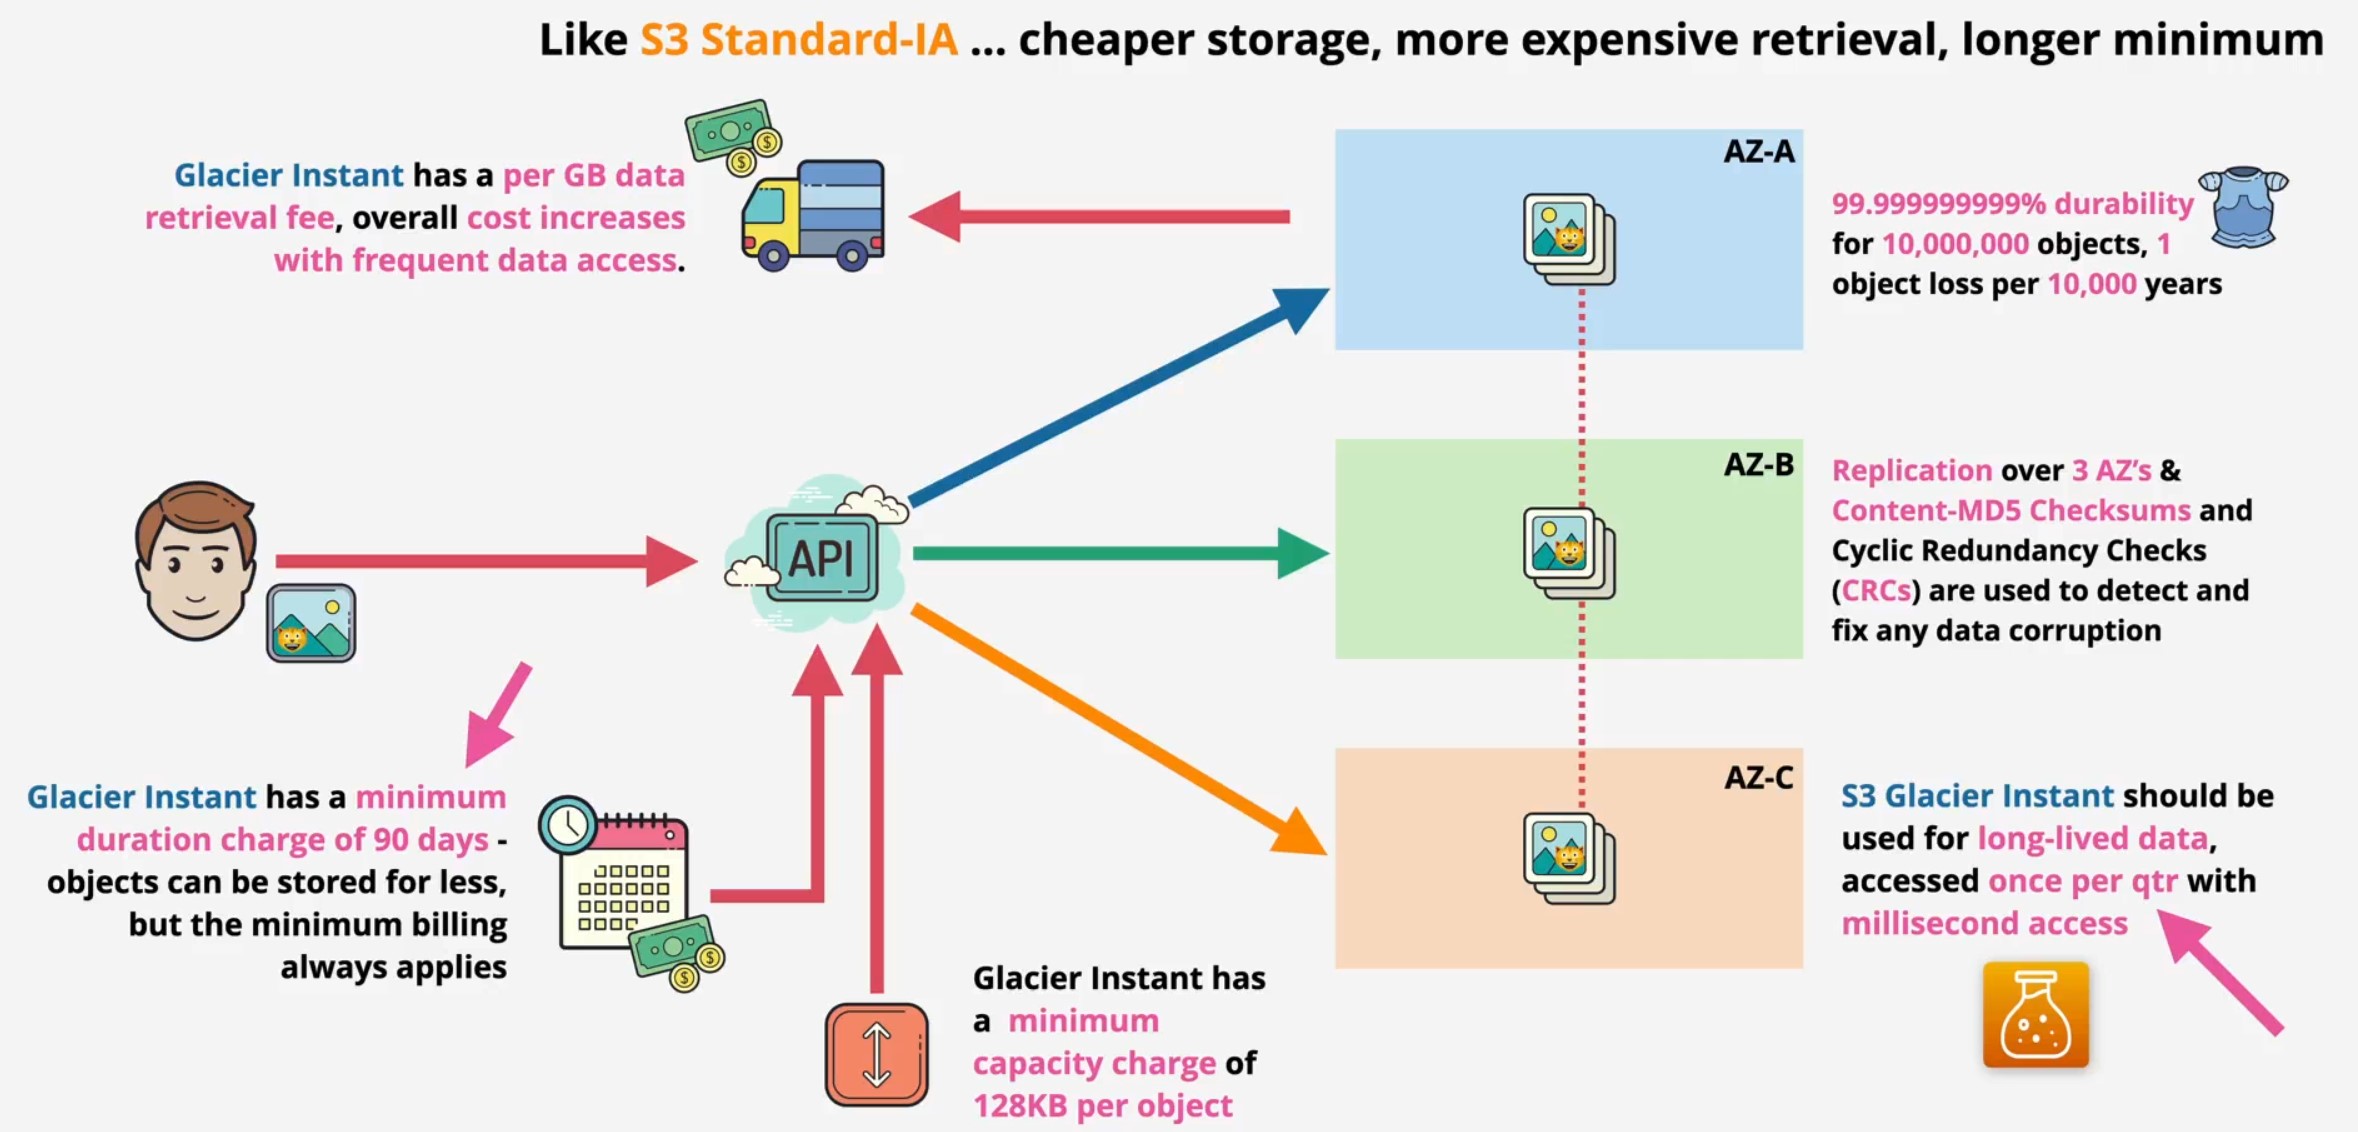 Like S3 Standard-IA ... cheaper storage, more expensive retrieval, longer minimum
Glacier Instant has a per GB data
retrieval fee, overall cost increases
with frequent data access.
AZ-A
99.999999999% durability
for 10,000,000 objects, 1
object loss per 10,000 years
API
AZ-B
Replication over 3 AZ’s &
Content-MD5 Checksums and
Cyclic Redundancy Checks
(CRCs) are used to detect and
fix any data corruption
Glacier Instant has a minimum
duration charge of 90 days -
objects can be stored for less,
but the minimum billing
always applies
Glacier Instant has
a minimum
capacity charge of
128KB per object
AZ-C
S3 Glacier Instant should be
used for long-lived data,
accessed once per qtr with
millisecond access